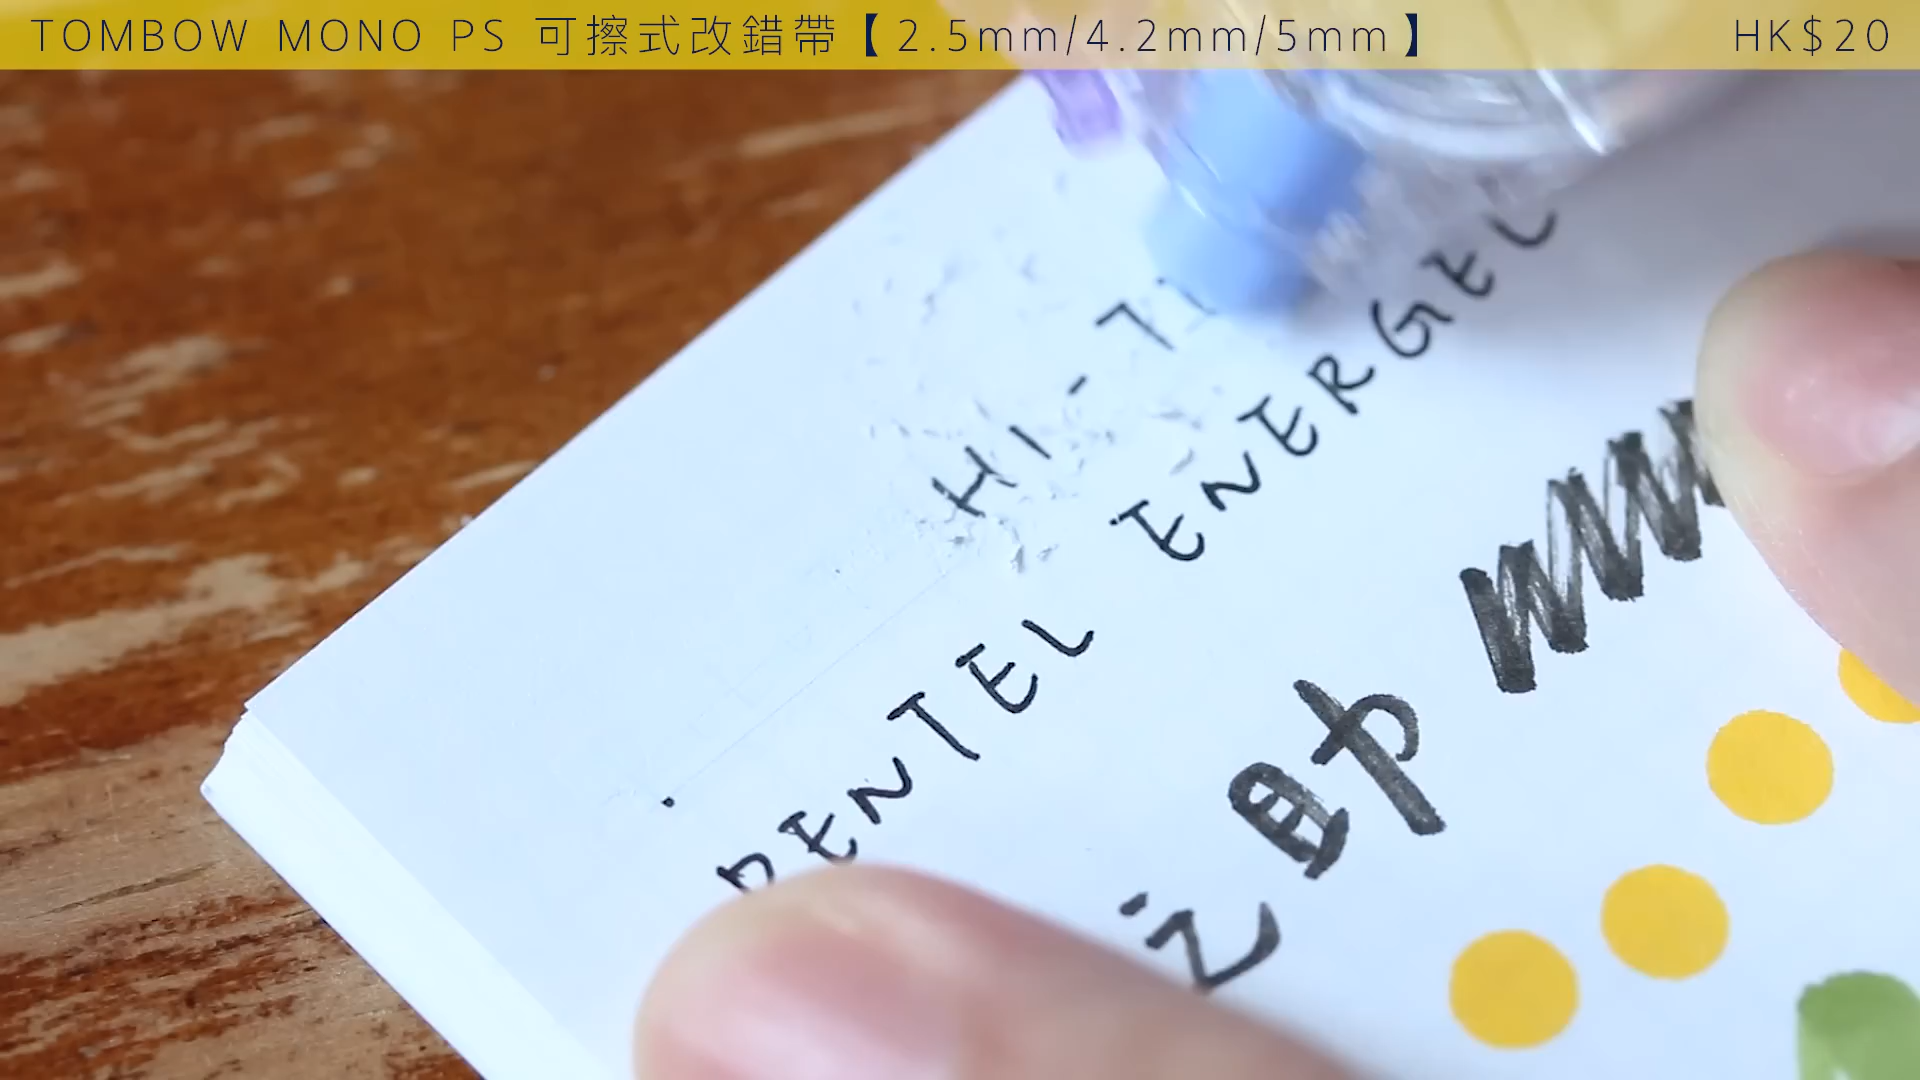 TOMBOW MONO PS 可擦式改錯帶【2.5mm/4.2mm/5mm】 HK$20
HI-
PENTEL ENERGEL